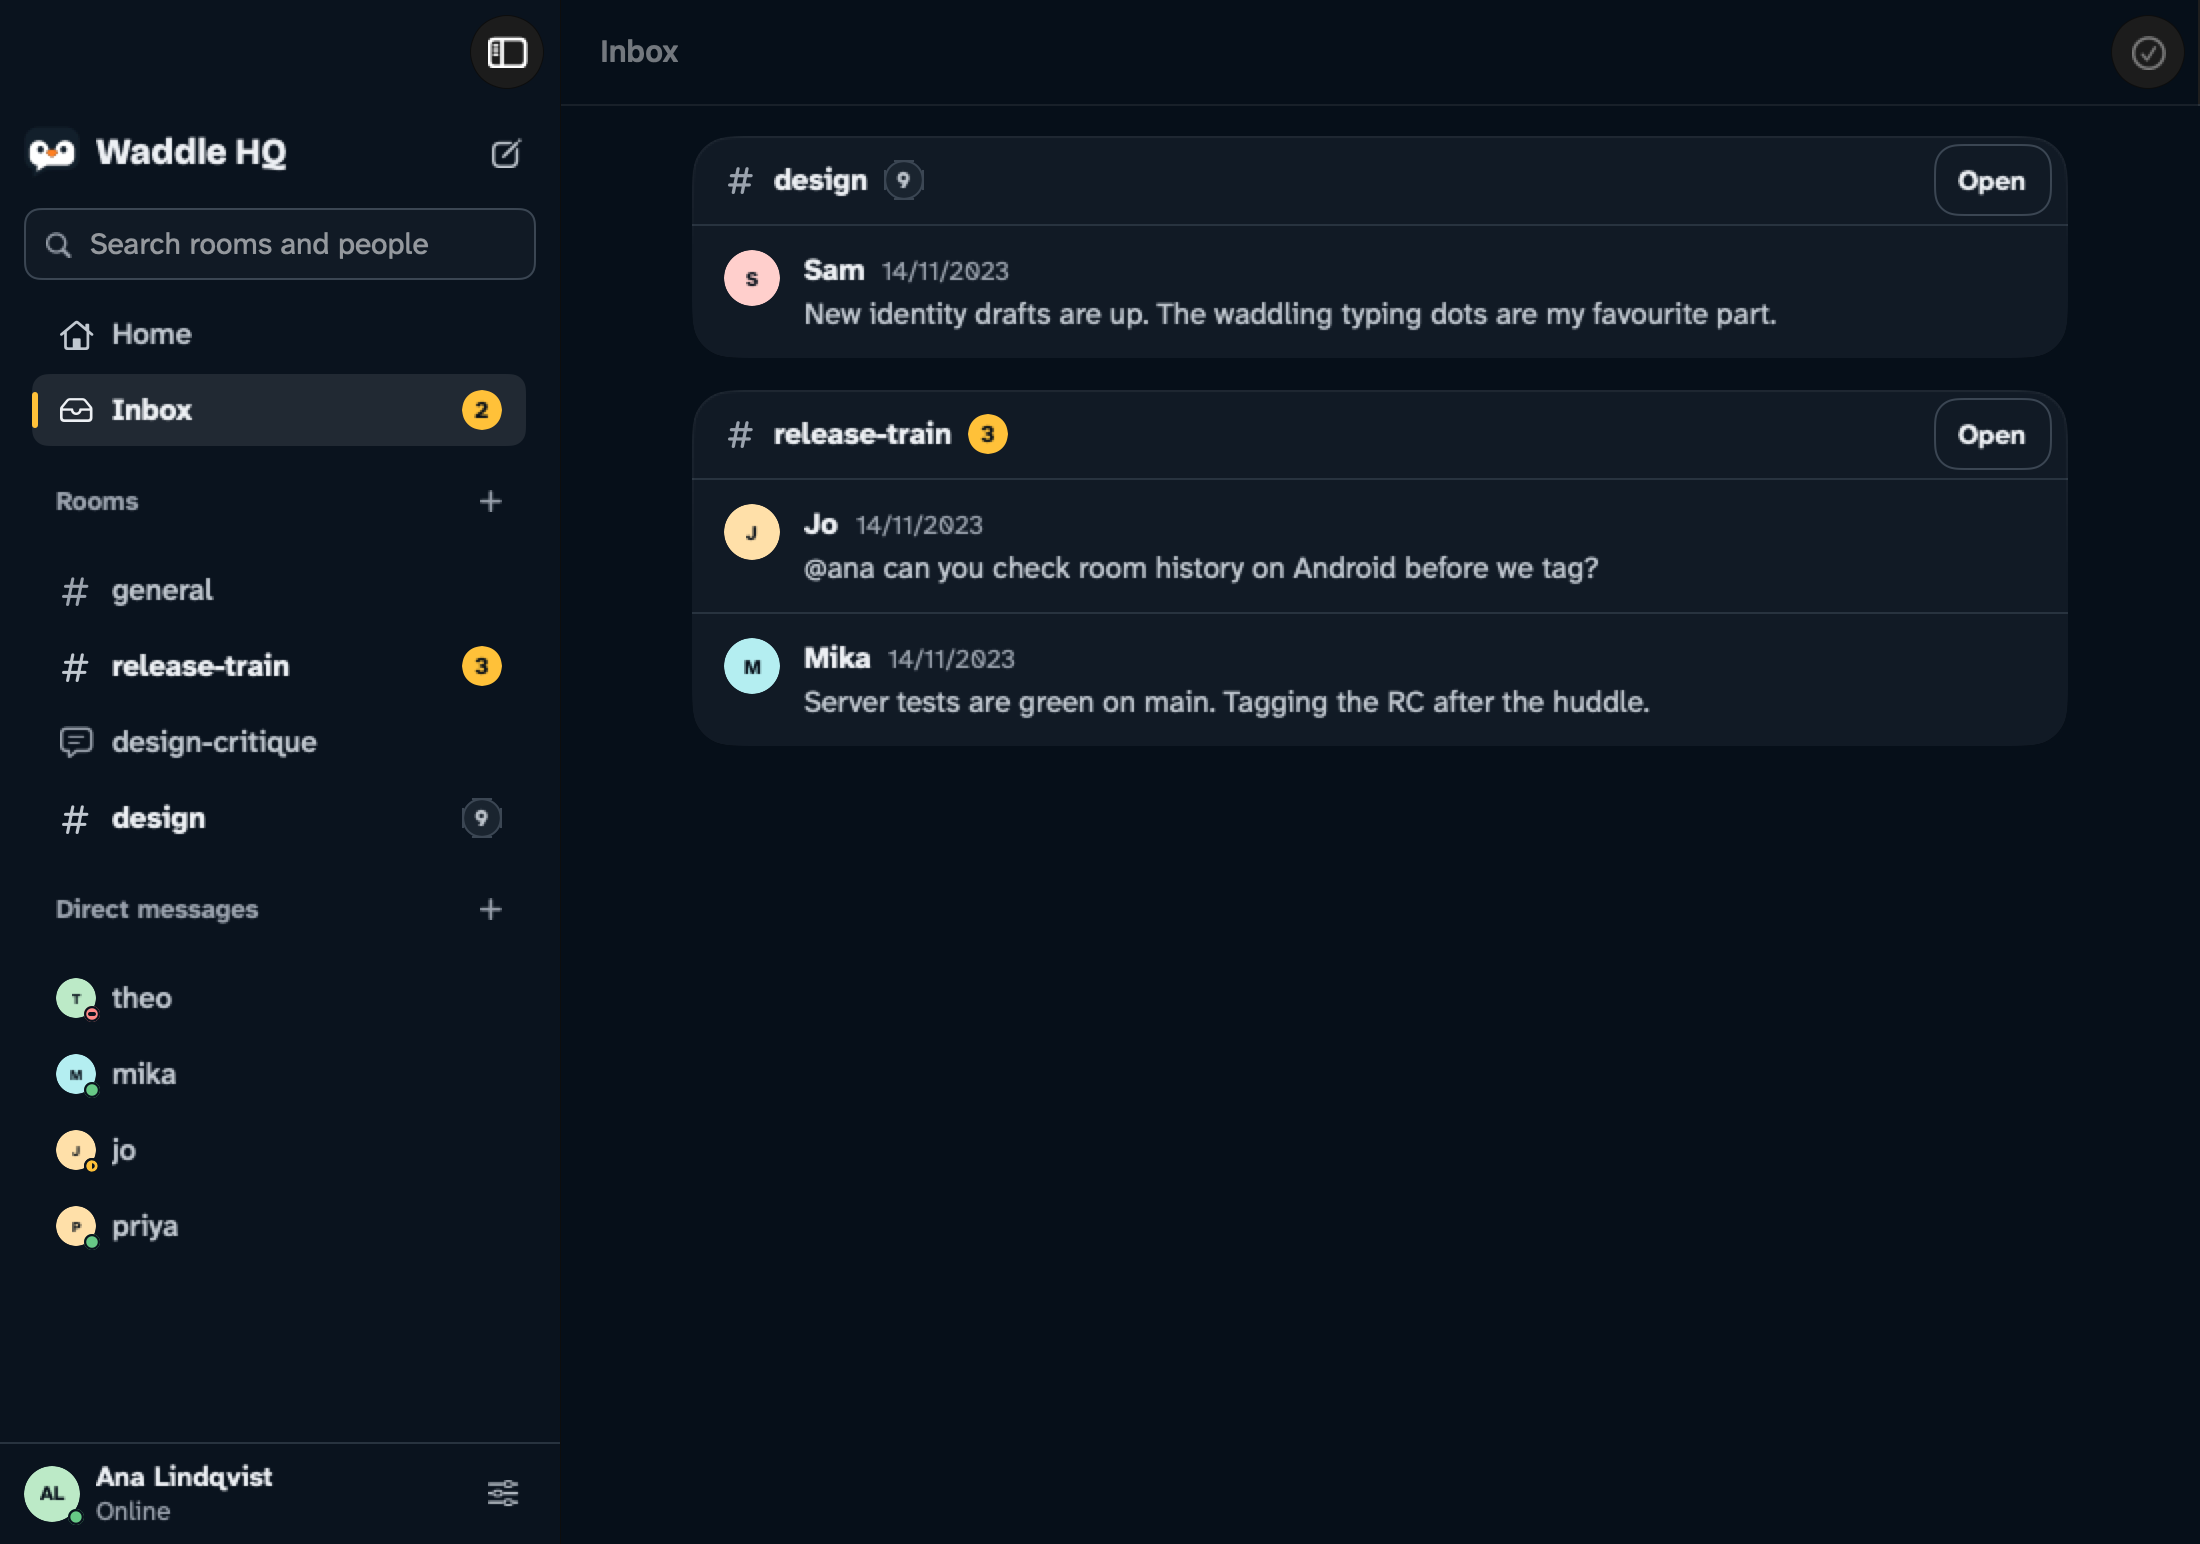 Waddle HQ
Search rooms and people
Home
Inbox 2
Rooms
# general
# release-train 3
design-critique
# design 9
Direct messages
T theo
M mika
J jo
P priya
AL Ana Lindqvist
Online
Inbox
# design 9 Open
S Sam 14/11/2023
New identity drafts are up. The waddling typing dots are my favourite part.
# release-train 3 Open
J Jo 14/11/2023
@ana can you check room history on Android before we tag?
M Mika 14/11/2023
Server tests are green on main. Tagging the RC after the huddle.